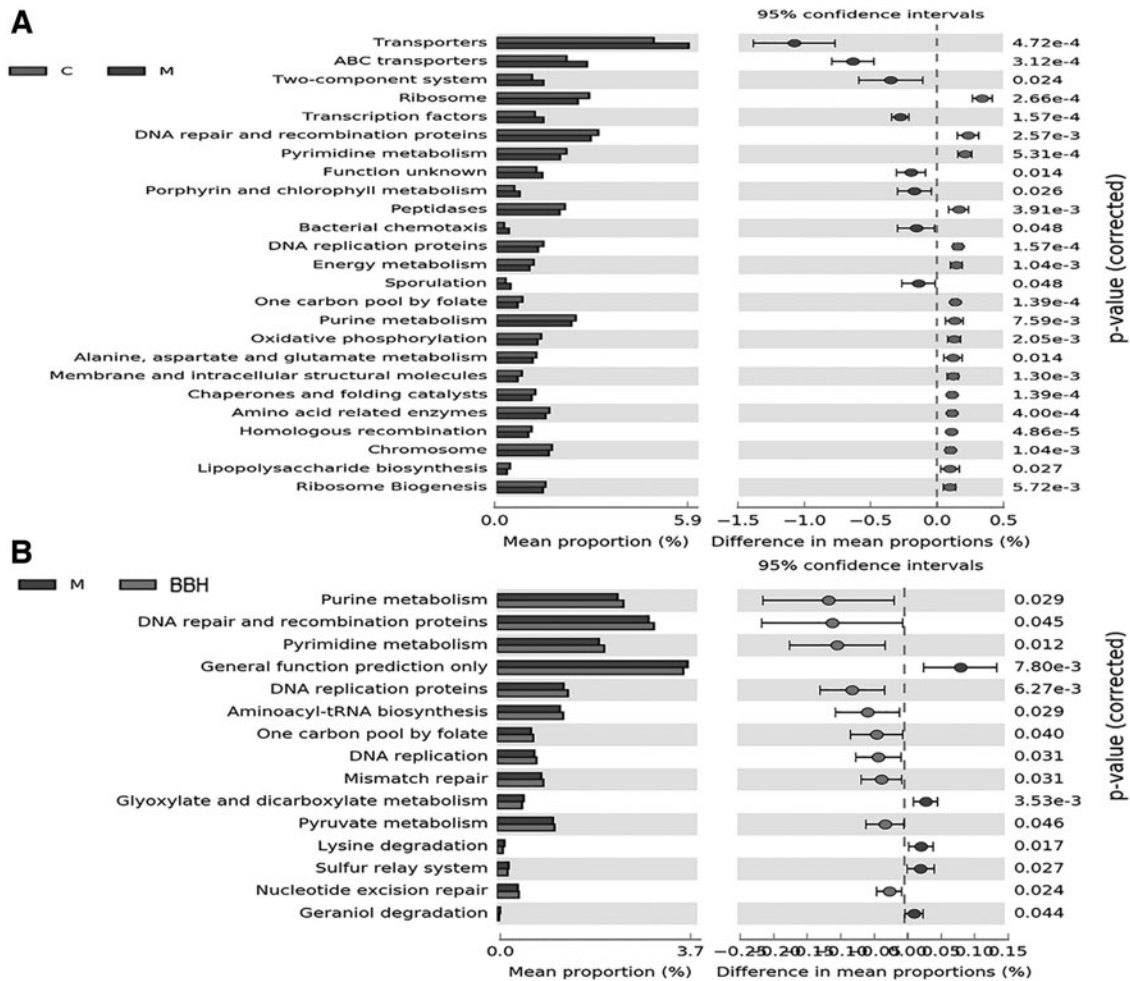 A
95% confidence intervals
C
M
Transporters 4.72e-4
ABC transporters 3.12e-4
Two-component system 0.024
Ribosome 2.66e-4
Transcription factors 1.57e-4
DNA repair and recombination proteins 2.57e-3
Pyrimidine metabolism 5.31e-4
Function unknown 0.014
Porphyrin and chlorophyll metabolism 0.026
Peptidases 3.91e-3
Bacterial chemotaxis 0.048
DNA replication proteins 1.57e-4
Energy metabolism 1.04e-3
Sporulation 0.048
One carbon pool by folate 1.39e-4
Purine metabolism 7.59e-3
Oxidative phosphorylation 2.05e-3
Alanine, aspartate and glutamate metabolism 0.014
Membrane and intracellular structural molecules 1.30e-3
Chaperones and folding catalysts 1.39e-4
Amino acid related enzymes 4.00e-4
Homologous recombination 4.86e-5
Chromosome 1.04e-3
Lipopolysaccharide biosynthesis 0.027
Ribosome Biogenesis 5.72e-3
p-value (corrected)
0.0 5.9 −1.5 −1.0 −0.5 0.0 0.5
Mean proportion (%) Difference in mean proportions (%)
B
95% confidence intervals
M
BBH
Purine metabolism 0.029
DNA repair and recombination proteins 0.045
Pyrimidine metabolism 0.012
General function prediction only 7.80e-3
DNA replication proteins 6.27e-3
Aminoacyl-tRNA biosynthesis 0.029
One carbon pool by folate 0.040
DNA replication 0.031
Mismatch repair 0.031
Glyoxylate and dicarboxylate metabolism 3.53e-3
Pyruvate metabolism 0.046
Lysine degradation 0.017
Sulfur relay system 0.027
Nucleotide excision repair 0.024
Geraniol degradation 0.044
p-value (corrected)
0.0 3.7 −0.25−0.20−0.15−0.10−0.050.000.050.100.15
Mean proportion (%) Difference in mean proportions (%)